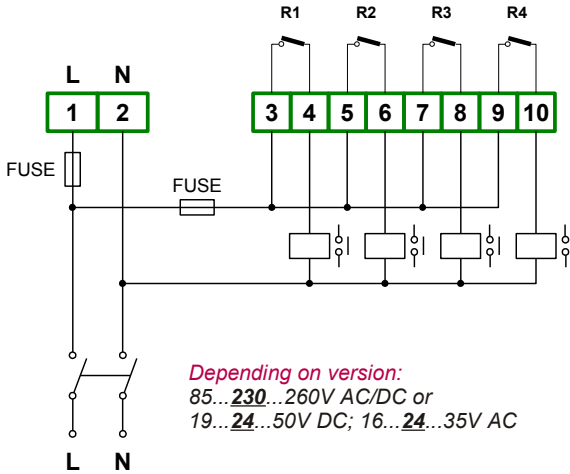 R1 R2 R3 R4
L N
1 2 3 4 5 6 7 8 9 10
FUSE
FUSE
Depending on version:
85...230...260V AC/DC or
19...24...50V DC; 16...24...35V AC
L N